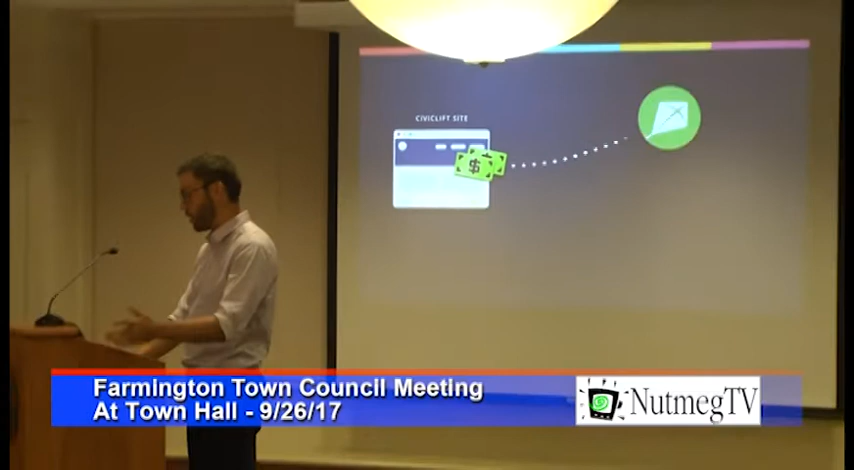 CIVICLIFT SITE
$
Farmington Town Council Meeting
At Town Hall - 9/26/17
NutmegTV